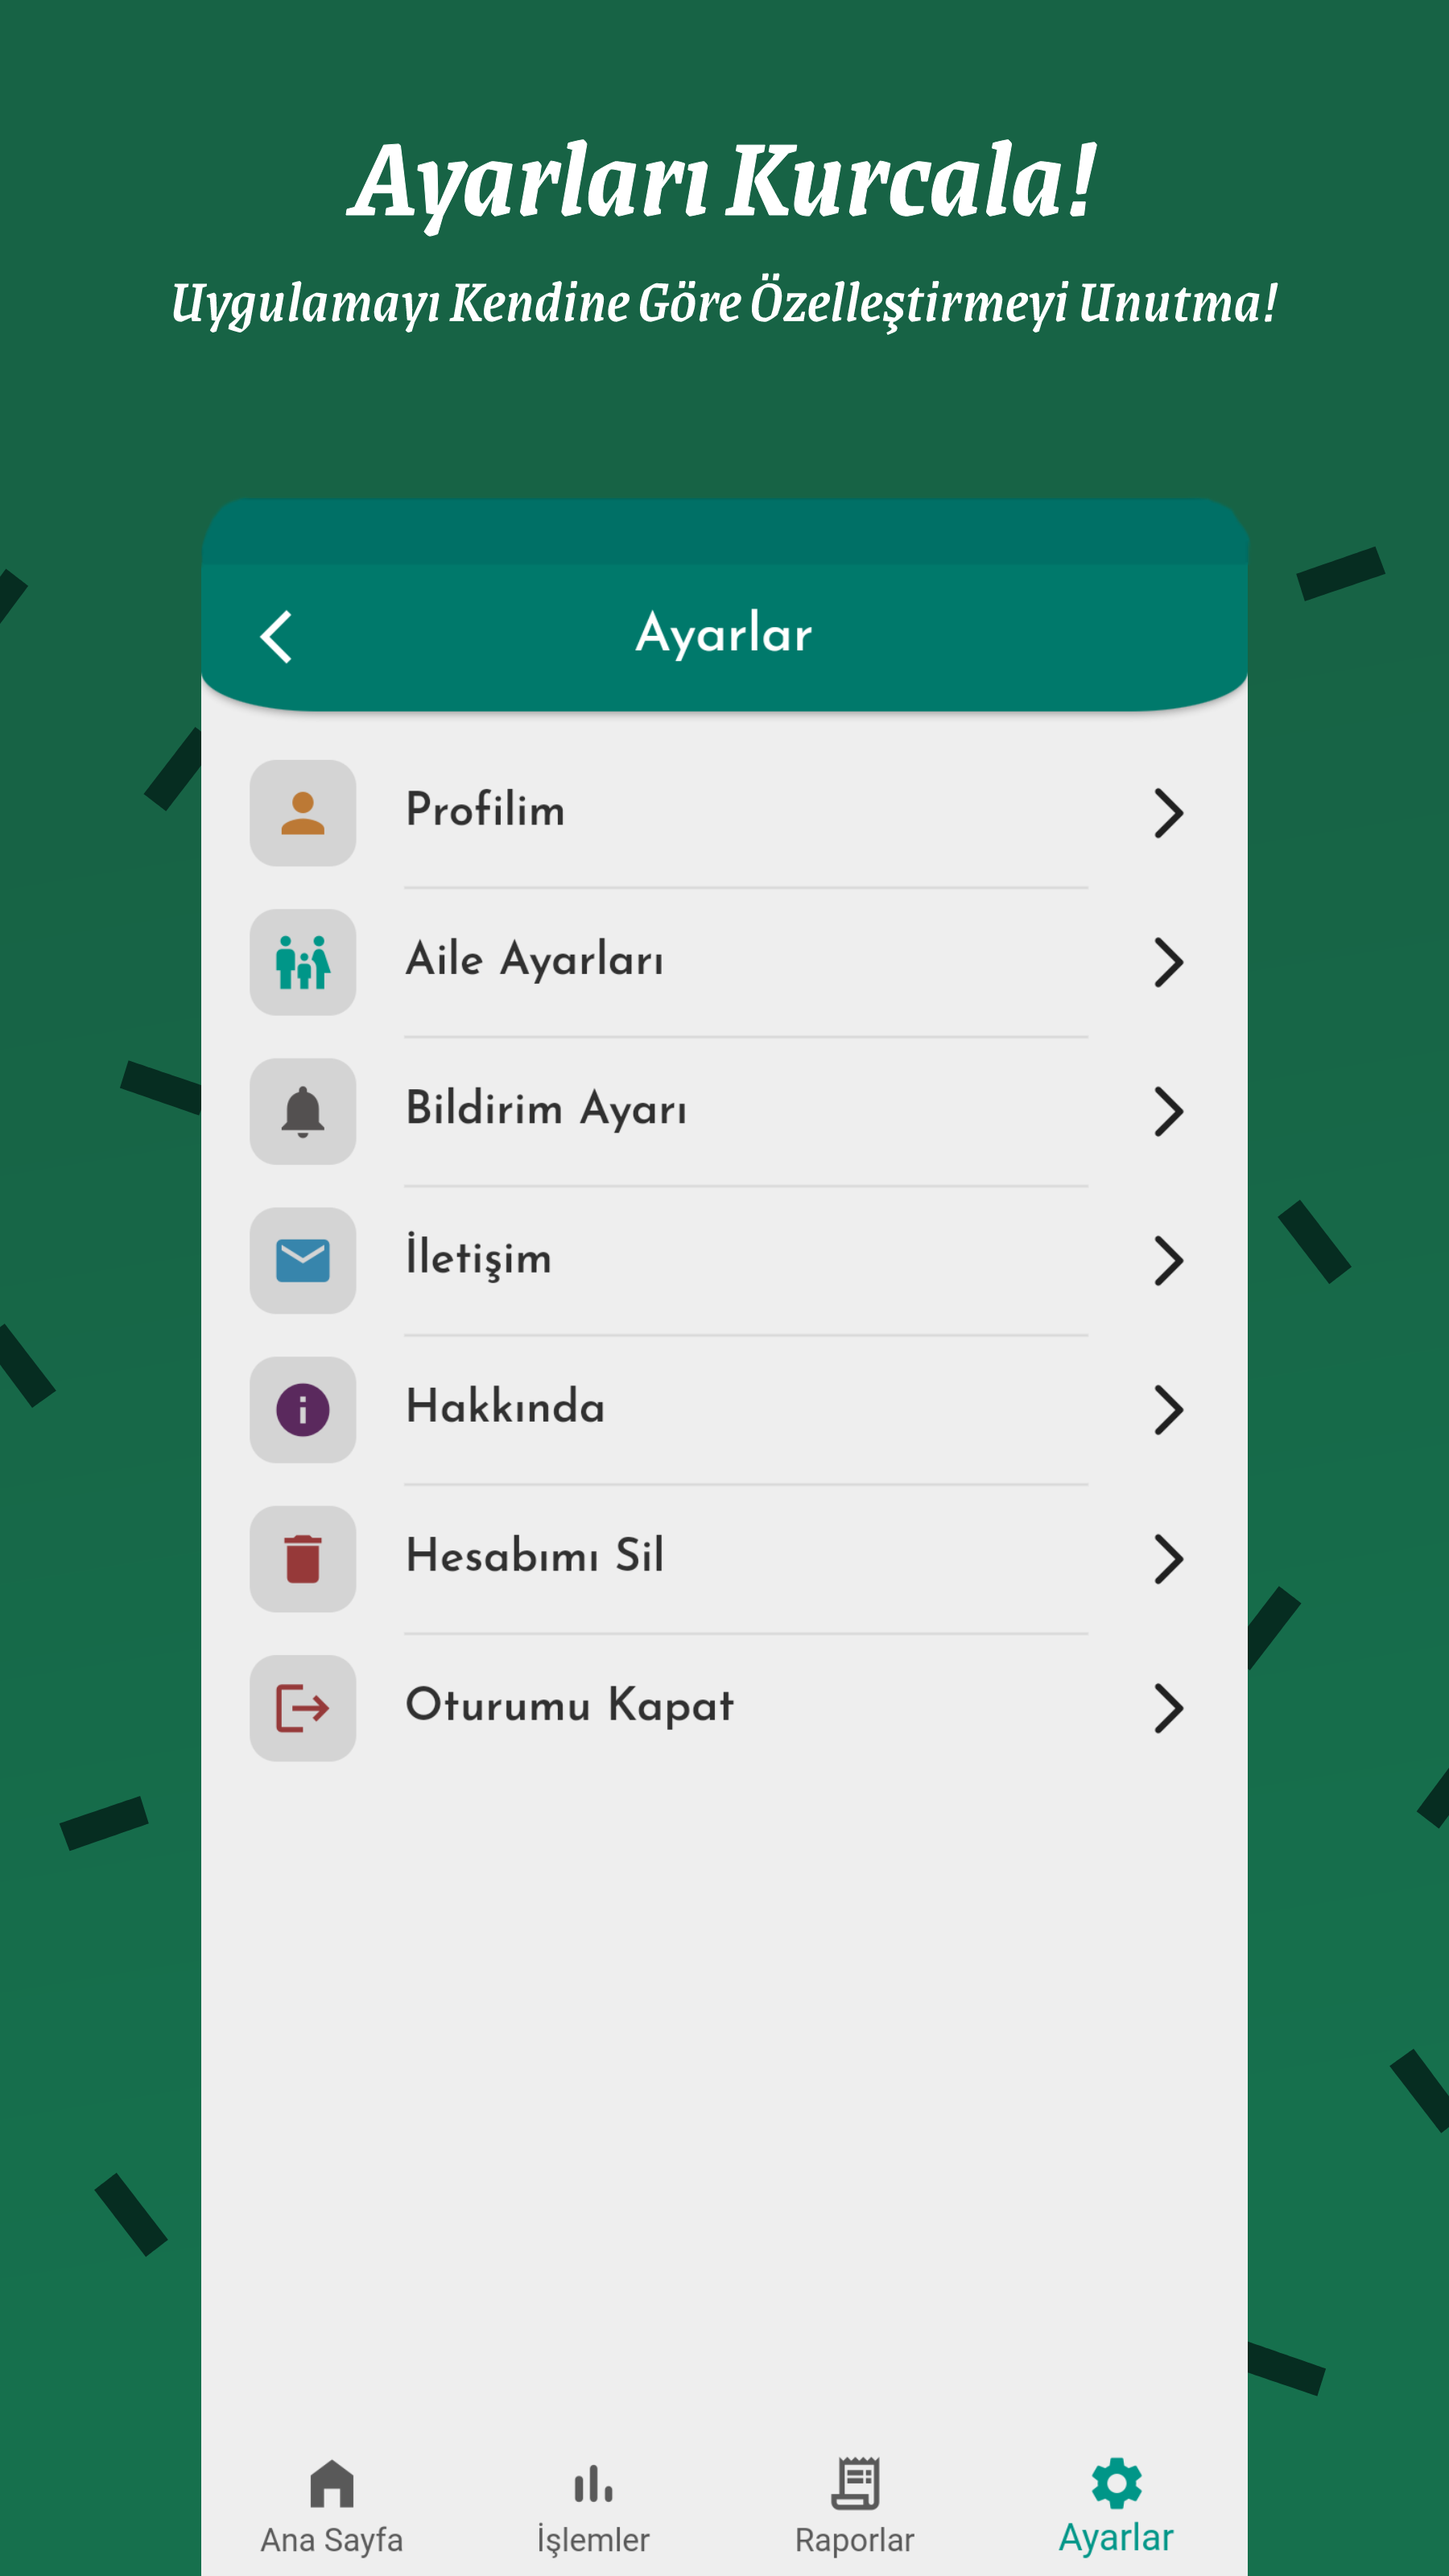 Ayarları Kurcala!
Uygulamayı Kendine Göre Özelleştirmeyi Unutma!
Ayarlar
Profilim
Aile Ayarları
Bildirim Ayarı
İletişim
Hakkında
Hesabımı Sil
Oturumu Kapat
Ana Sayfa
İşlemler
Raporlar
Ayarlar